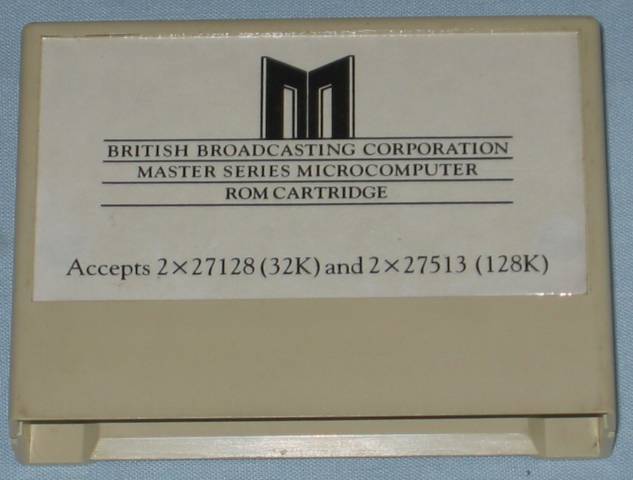 BRITISH BROADCASTING CORPORATION
MASTER SERIES MICROCOMPUTER
ROM CARTRIDGE
Accepts 2×27128 (32K) and 2×27513 (128K)